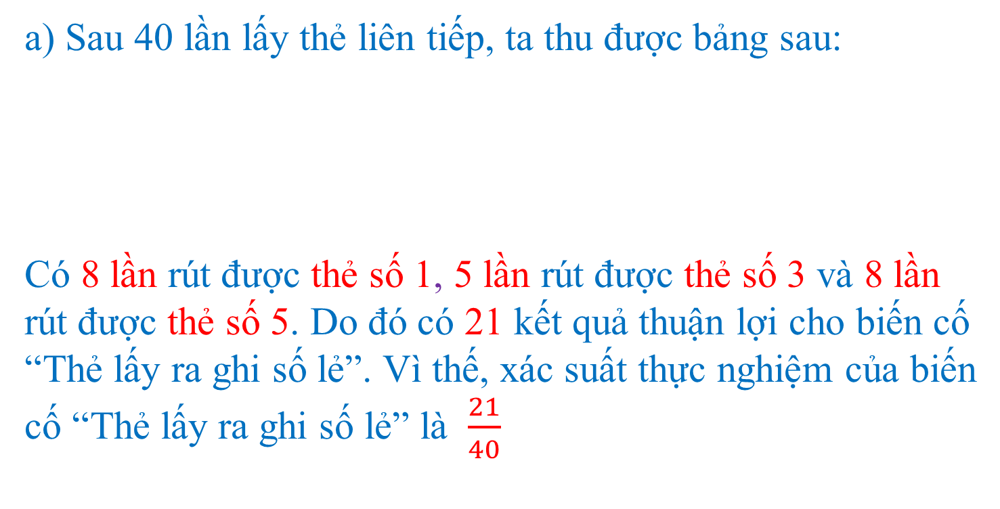 a) Sau 40 lần lấy thẻ liên tiếp, ta thu được bảng sau:
Có 8 lần rút được thẻ số 1, 5 lần rút được thẻ số 3 và 8 lần
rút được thẻ số 5. Do đó có 21 kết quả thuận lợi cho biến cố
“Thẻ lấy ra ghi số lẻ”. Vì thế, xác suất thực nghiệm của biến
cố “Thẻ lấy ra ghi số lẻ” là 21/40